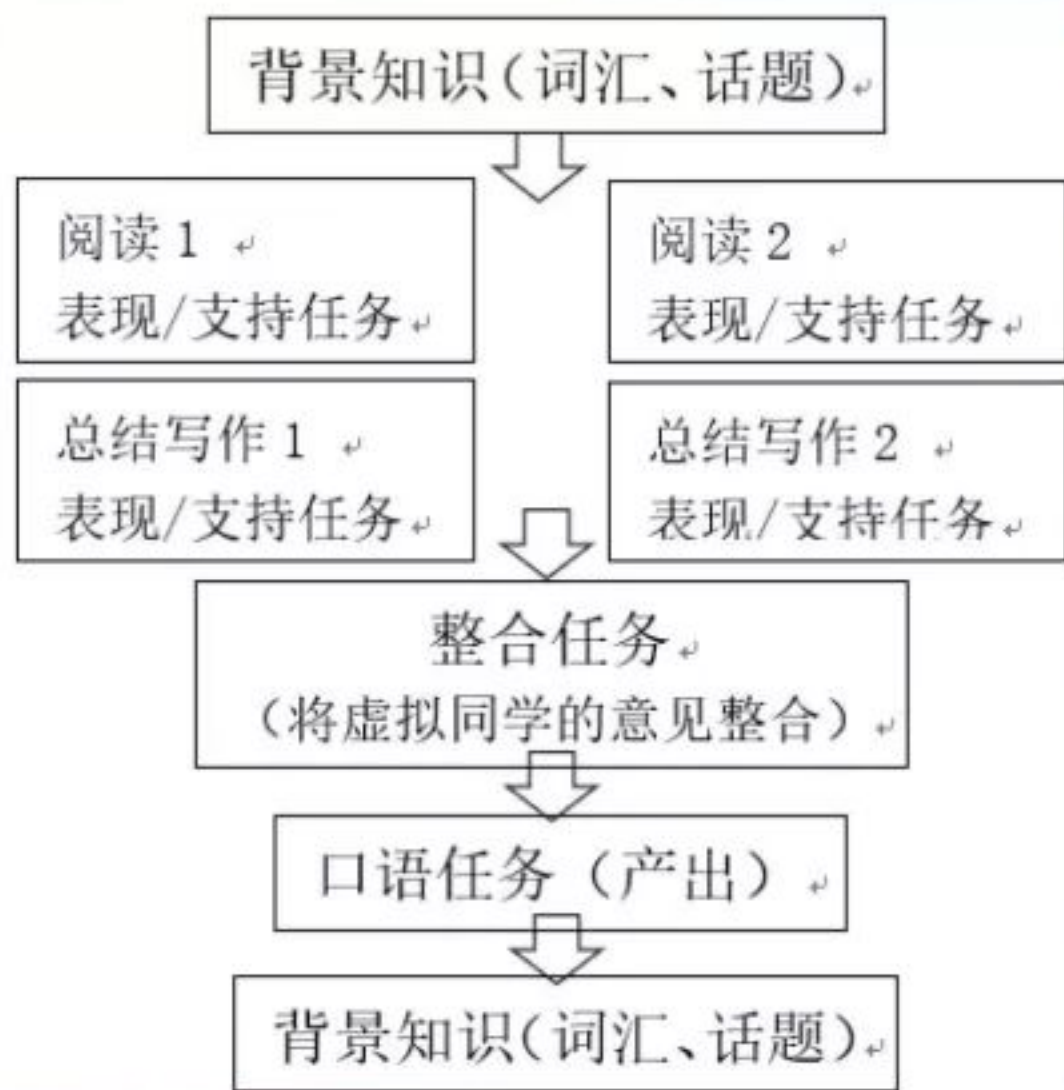 背景知识(词汇、话题)
阅读1
表现/支持任务
总结写作1
表现/支持任务
阅读2
表现/支持任务
总结写作2
表现/支持任务
整合任务
（将虚拟同学的意见整合）
口语任务（产出）
背景知识(词汇、话题)